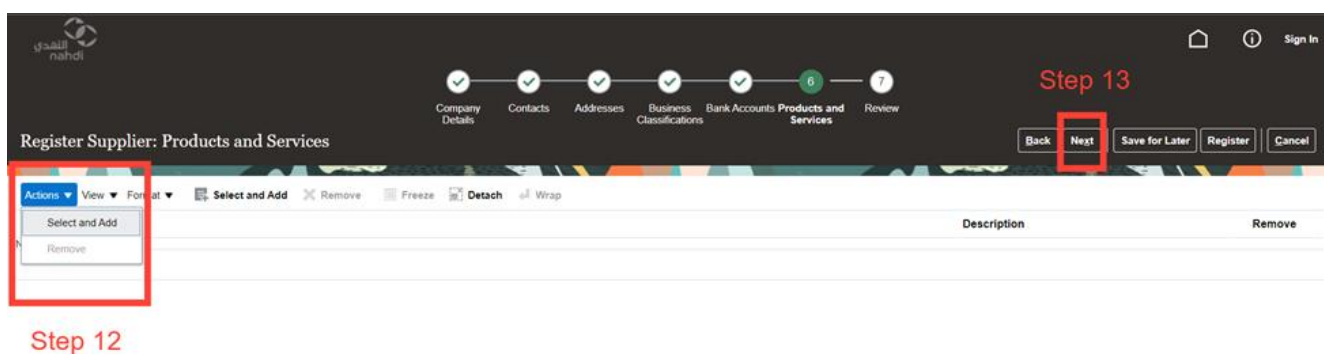 النهدي
nahdi
Sign In
Step 13
6
7
Company Details
Contacts
Addresses
Business Classifications
Bank Accounts
Products and Services
Review
Register Supplier: Products and Services
Back
Next
Save for Later
Register
Cancel
Actions View Format Select and Add Remove Freeze Detach Wrap
Select and Add
Description
Remove
N
Remove
Step 12